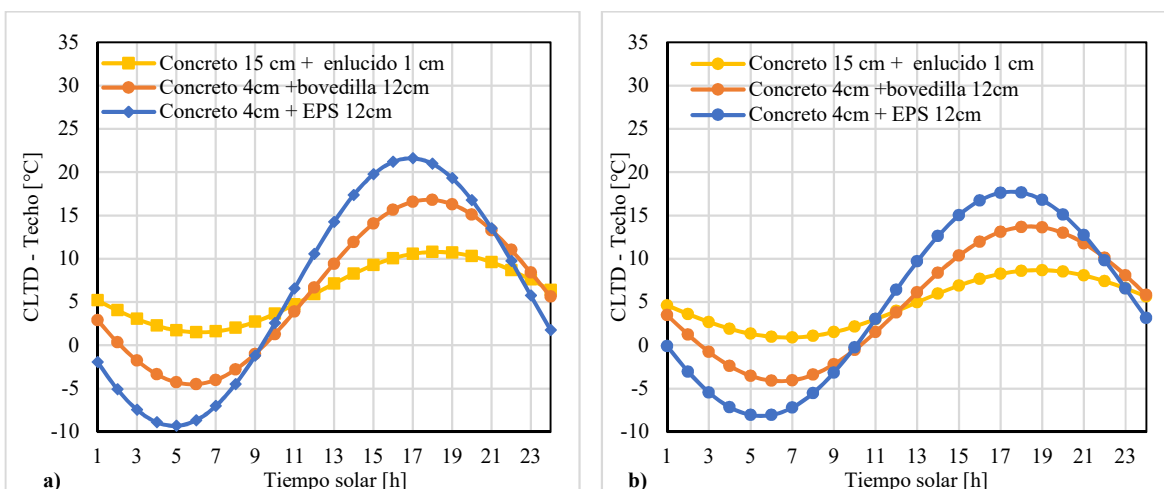 35
30
25
20
15
10
5
0
-5
-10
CLTD - Techo [°C]
Concreto 15 cm + enlucido 1 cm
Concreto 4cm +bovedilla 12cm
Concreto 4cm + EPS 12cm
1 3 5 7 9 11 13 15 17 19 21 23
a) Tiempo solar [h]
35
30
25
20
15
10
5
0
-5
-10
CLTD - Techo [°C]
Concreto 15 cm + enlucido 1 cm
Concreto 4cm +bovedilla 12cm
Concreto 4cm + EPS 12cm
1 3 5 7 9 11 13 15 17 19 21 23
b) Tiempo solar [h]